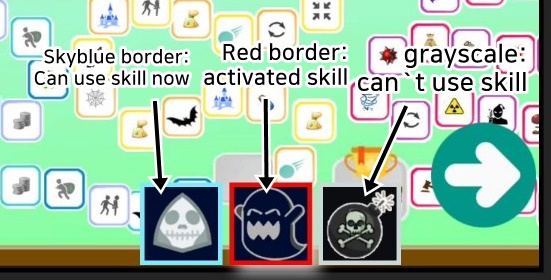 Skyblue border:
Can use skill now
Red border:
activated skill
grayscale:
can`t use skill